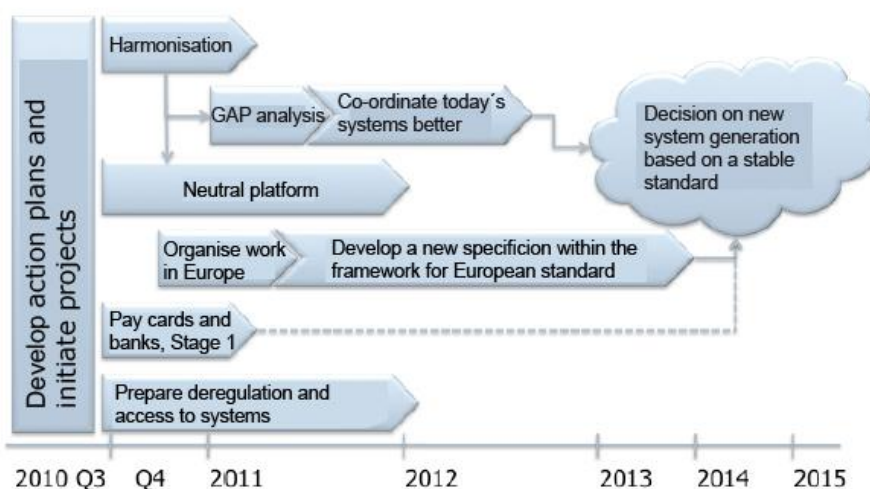 Develop action plans and
initiate projects
Harmonisation
GAP analysis
Co-ordinate today´s
systems better
Decision on new
system generation
based on a stable
standard
Neutral platform
Organise work
in Europe
Develop a new specificion within the
framework for European standard
Pay cards and
banks, Stage 1
Prepare deregulation and
access to systems
2010 Q3 Q4 2011 2012 2013 2014 2015